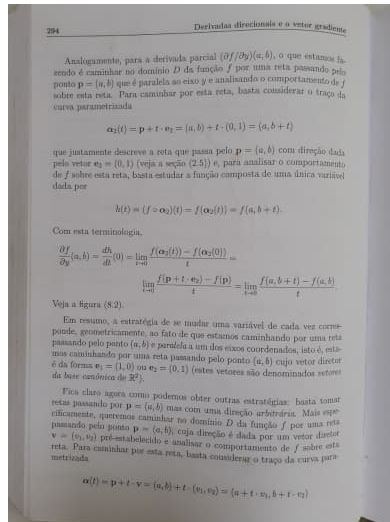 294 Derivadas direcionais e o vetor gradiente
Analogamente, para a derivada parcial (∂f/∂y)(a, b), o que estamos fa-
zendo é caminhar no domínio D da função f por uma reta passando pelo
ponto p = (a, b) que é paralela ao eixo y e analisando o comportamento de f
sobre esta reta. Para caminhar por esta reta, basta considerar o traço da
curva parametrizada
α₂(t) = p + t · e₂ = (a, b) + t · (0, 1) = (a, b + t)
que justamente descreve a reta que passa pelo p = (a, b) com direção dada
pelo vetor e₂ = (0, 1) (veja a seção (2.5)) e, para analisar o comportamento
de f sobre esta reta, basta estudar a função composta de uma única variável
dada por
h(t) = (f ∘ α₂)(t) = f(α₂(t)) = f(a, b + t).
Com esta terminologia,
∂f/∂y (a, b) = dh/dt (0) = lim t→0 (f(α₂(t)) − f(α₂(0)))/t =
lim t→0 (f(p + t · e₂) − f(p))/t = lim t→0 (f(a, b + t) − f(a, b))/t.
Veja a figura (8.2).
Em resumo, a estratégia de se mudar uma variável de cada vez corres-
ponde, geometricamente, ao fato de que estamos caminhando por uma reta
passando pelo ponto (a, b) e paralela a um dos eixos coordenados, isto é, esta-
mos caminhando por uma reta passando pelo ponto (a, b) cujo vetor diretor
é da forma e₁ = (1, 0) ou e₂ = (0, 1) (estes vetores são denominados vetores
da base canônica de ℝ²).
Fica claro agora como podemos obter outras estratégias: basta tomar
retas passando por p = (a, b) mas com uma direção arbitrária. Mais espe-
cificamente, queremos caminhar no domínio D da função f por uma reta
passando pelo ponto p = (a, b), cuja direção é dada por um vetor diretor
v = (v₁, v₂) pré-estabelecido e analisar o comportamento de f sobre esta
reta. Para caminhar por esta reta, basta considerar o traço da curva para-
metrizada
α(t) = p + t · v = (a, b) + t · (v₁, v₂) = (a + t · v₁, b + t · v₂)